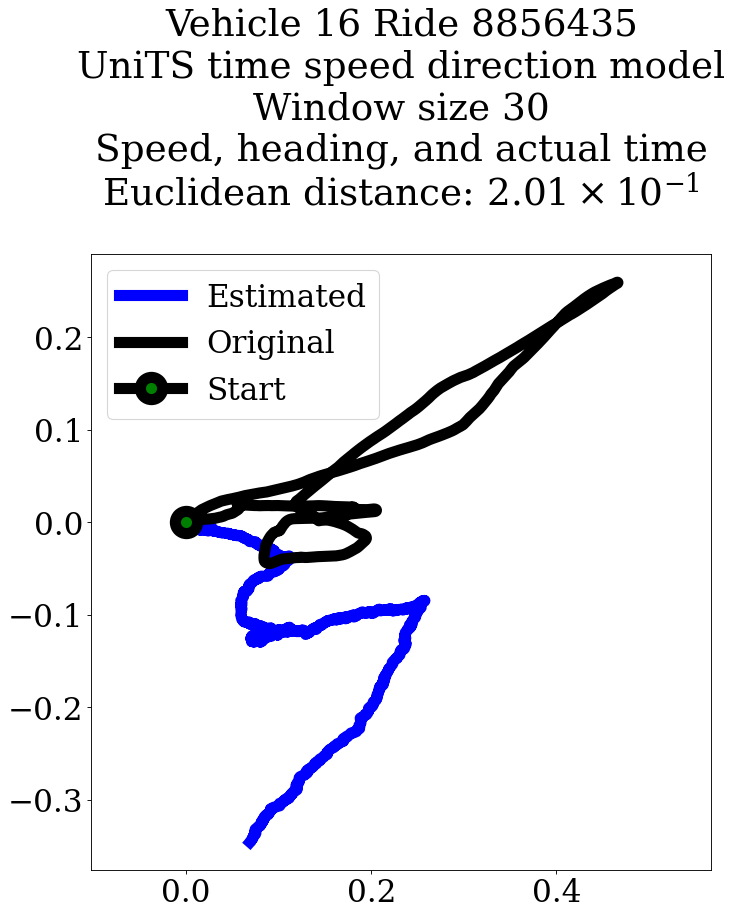 Vehicle 16 Ride 8856435
UniTS time speed direction model
Window size 30
Speed, heading, and actual time
Euclidean distance: 2.01 × 10⁻¹
Estimated
Original
Start
0.2
0.1
0.0
−0.1
−0.2
−0.3
0.0 0.2 0.4